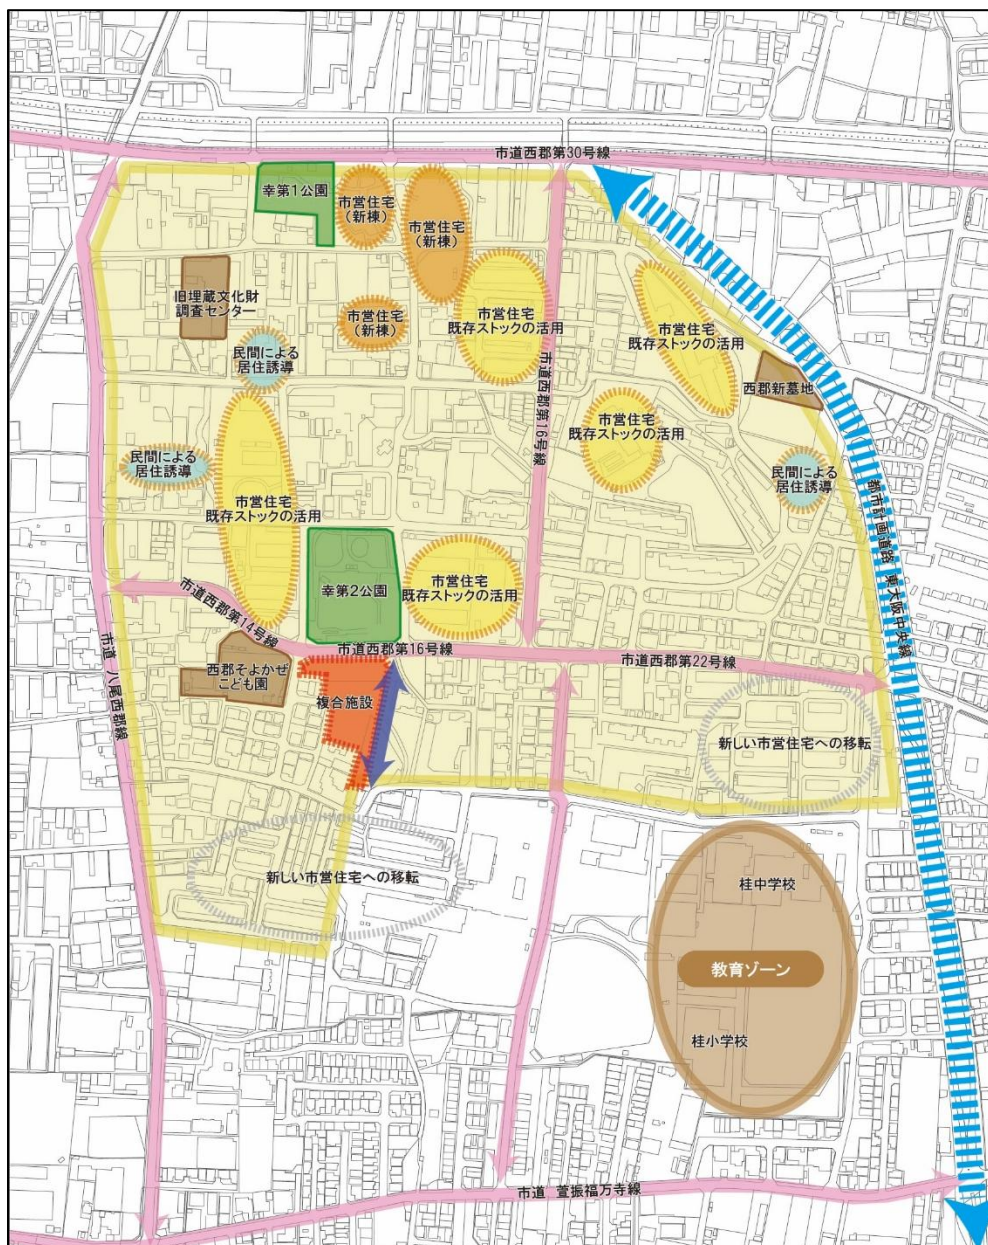 市道西郡第30号線
幸第1公園
市営住宅
(新棟)
市営住宅
(新棟)
旧埋蔵文化財
調査センター
市営住宅
(新棟)
市営住宅
既存ストックの活用
市営住宅
既存ストックの活用
民間による
居住誘導
西郡新墓地
市道西郡第16号線
市営住宅
既存ストックの活用
民間による
居住誘導
民間による
居住誘導
市営住宅
既存ストックの活用
都市計画道路 東大阪中央線
幸第2公園
市営住宅
既存ストックの活用
市道西郡第14号線
市道西郡第16号線
市道西郡第22号線
市道 八尾西郡線
西郡そよかぜ
こども園
複合施設
新しい市営住宅への移転
新しい市営住宅への移転
桂中学校
教育ゾーン
桂小学校
市道 萱振福万寺線